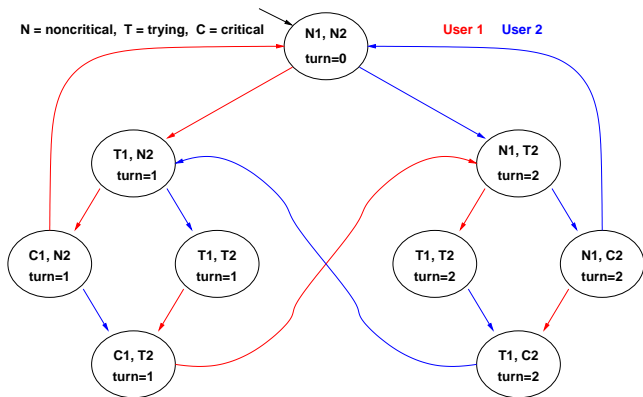 N = noncritical, T = trying, C = critical
User 1 User 2
N1, N2
turn=0
T1, N2
turn=1
N1, T2
turn=2
C1, N2
turn=1
T1, T2
turn=1
T1, T2
turn=2
N1, C2
turn=2
C1, T2
turn=1
T1, C2
turn=2